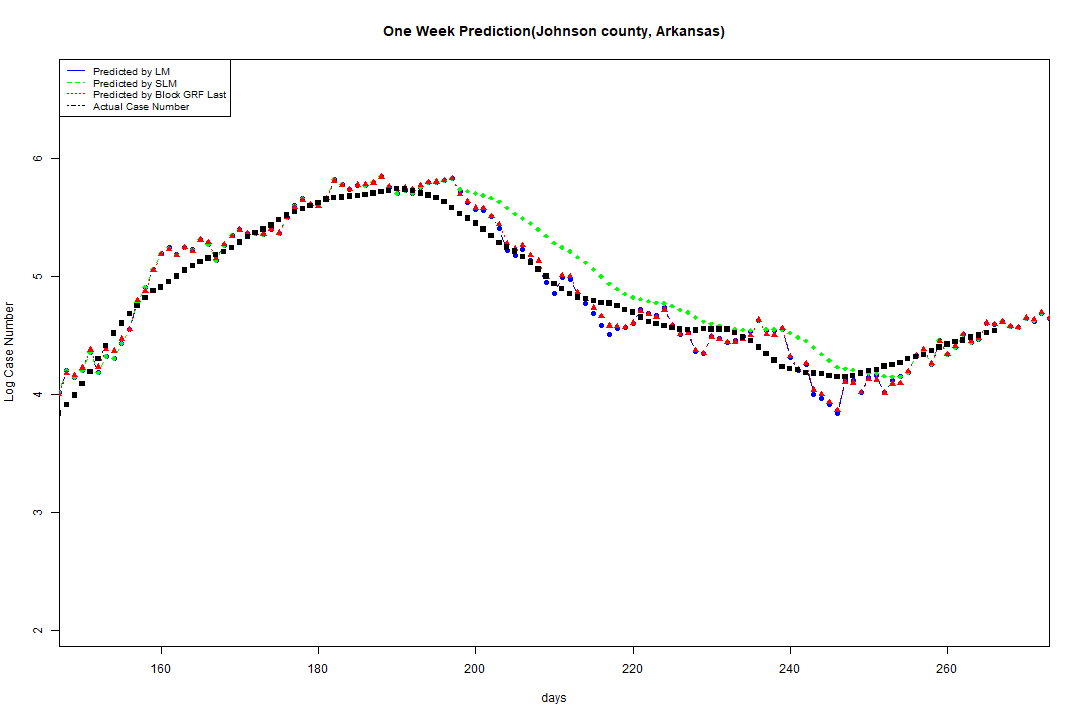 One Week Prediction(Johnson county, Arkansas)
Predicted by LM
Predicted by SLM
Predicted by Block GRF Last
Actual Case Number
6
5
4
3
2
Log Case Number
160 180 200 220 240 260
days